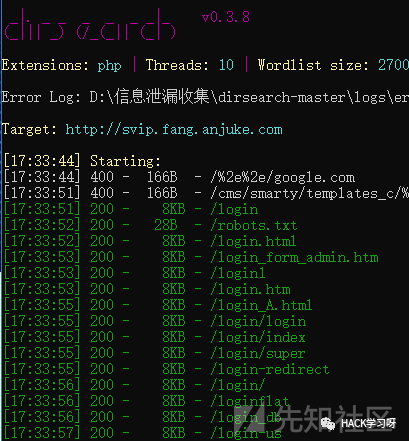 dirsearch v0.3.8
Extensions: php | Threads: 10 | Wordlist size: 2700
Error Log: D:\信息泄漏收集\dirsearch-master\logs\er
Target: http://svip.fang.anjuke.com
[17:33:44] Starting:
[17:33:44] 400 - 166B - /%2e%2e/google.com
[17:33:51] 400 - 166B - /cms/smarty/templates_c/%
[17:33:51] 200 - 8KB - /login
[17:33:52] 200 - 28B - /robots.txt
[17:33:52] 200 - 8KB - /login.html
[17:33:53] 200 - 8KB - /login_form_admin.htm
[17:33:53] 200 - 8KB - /login1
[17:33:53] 200 - 8KB - /login.htm
[17:33:53] 200 - 8KB - /login_A.html
[17:33:55] 200 - 8KB - /login/login
[17:33:55] 200 - 8KB - /login/index
[17:33:55] 200 - 8KB - /login/super
[17:33:55] 200 - 8KB - /login-redirect
[17:33:56] 200 - 8KB - /login/
[17:33:56] 200 - 8KB - /loginflat
[17:33:56] 200 - 8KB - /login_db
[17:33:57] 200 - 8KB - /login-us
先知社区
HACK学习呀